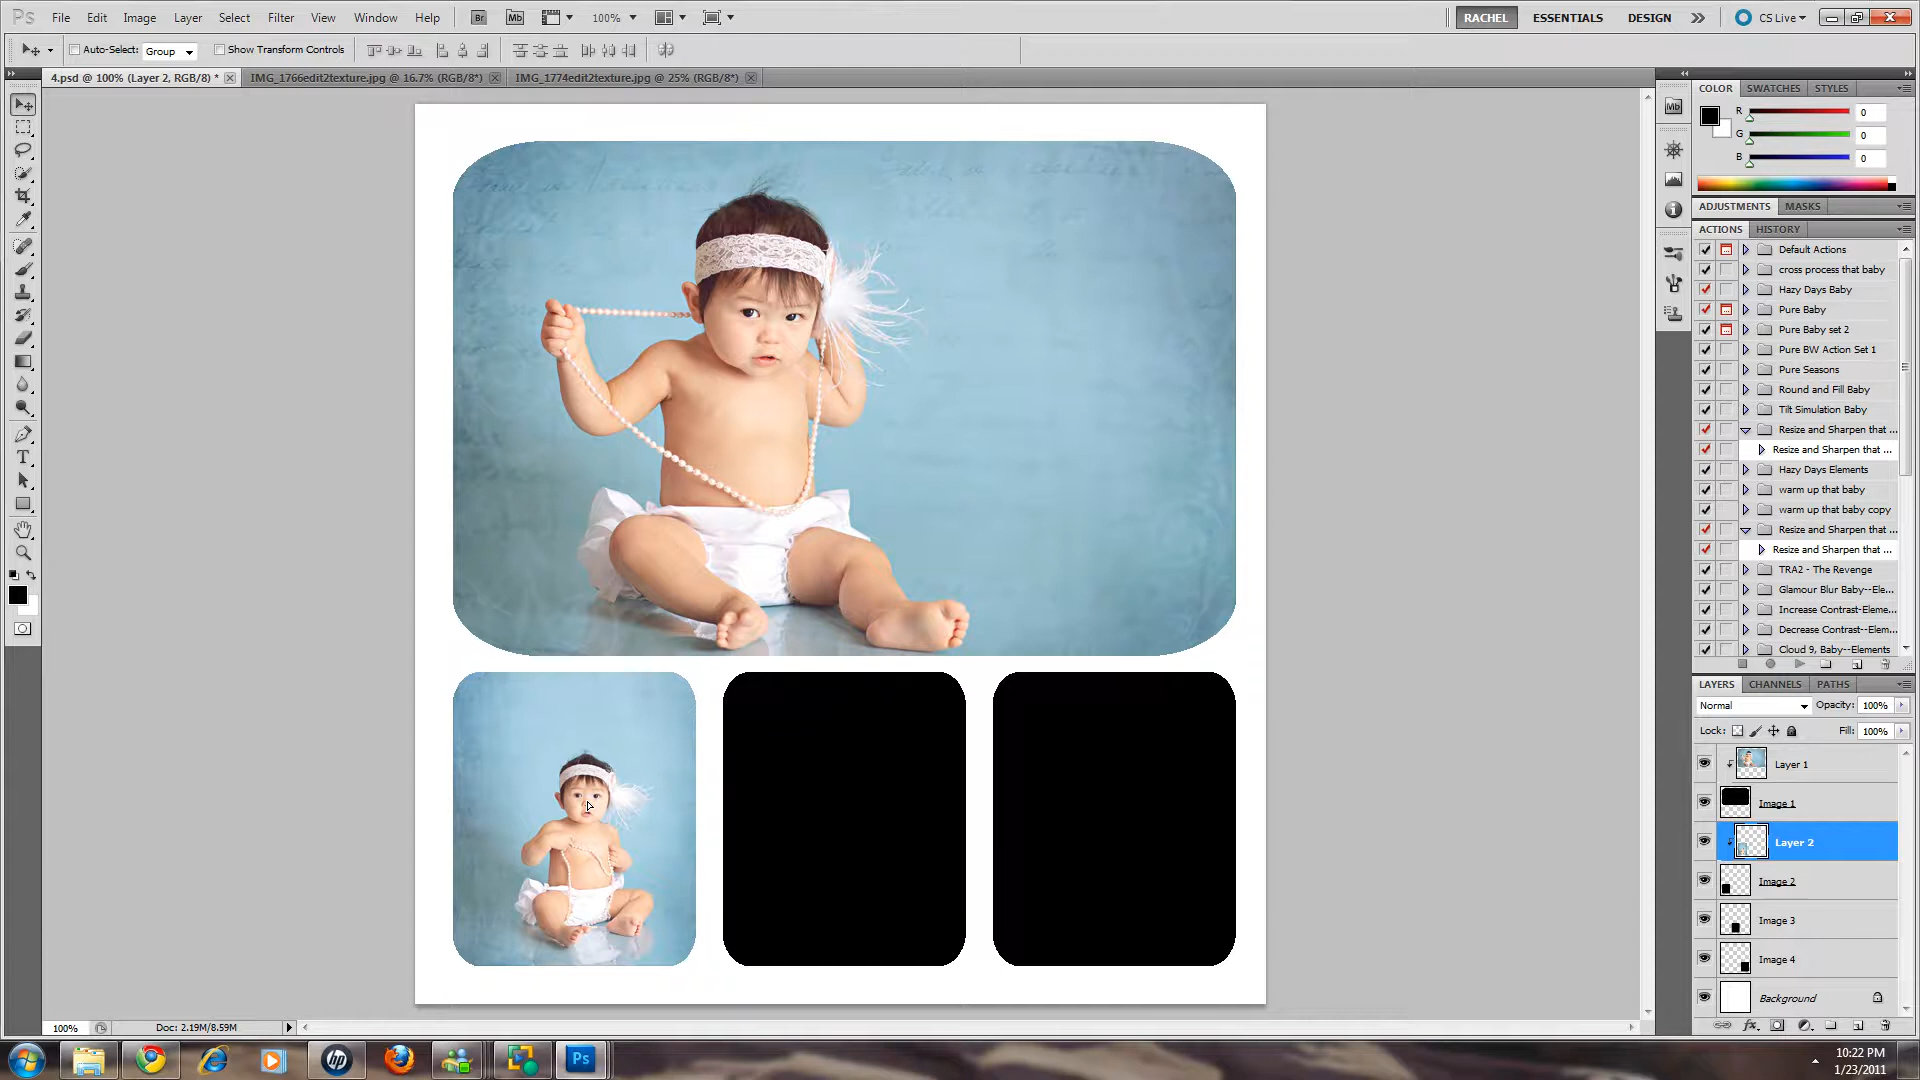 Ps File Edit Image Layer Select Filter View Window Help Br Mb 100% RACHEL ESSENTIALS DESIGN CS Live
Auto-Select: Group Show Transform Controls
4.psd @ 100% (Layer 2, RGB/8) * IMG_1766edit2texture.jpg @ 16.7% (RGB/8*) IMG_1774edit2texture.jpg @ 25% (RGB/8*)
COLOR SWATCHES STYLES
Mb
R 0
G 0
B 0
ADJUSTMENTS MASKS
ACTIONS HISTORY
Default Actions
cross process that baby
Hazy Days Baby
Pure Baby
Pure Baby set 2
Pure BW Action Set 1
Pure Seasons
Round and Fill Baby
Tilt Simulation Baby
Resize and Sharpen that ...
Resize and Sharpen that ...
Hazy Days Elements
warm up that baby
warm up that baby copy
Resize and Sharpen that ...
Resize and Sharpen that ...
TRA2 - The Revenge
Glamour Blur Baby--Ele...
Increase Contrast-Eleme...
Decrease Contrast--Elem...
Cloud 9, Baby--Elements
LAYERS CHANNELS PATHS
Normal Opacity: 100%
Lock: Fill: 100%
Layer 1
Image 1
Layer 2
Image 2
Image 3
Image 4
Background
100% Doc: 2.19M/8.59M
hp Ps
10:22 PM
1/23/2011